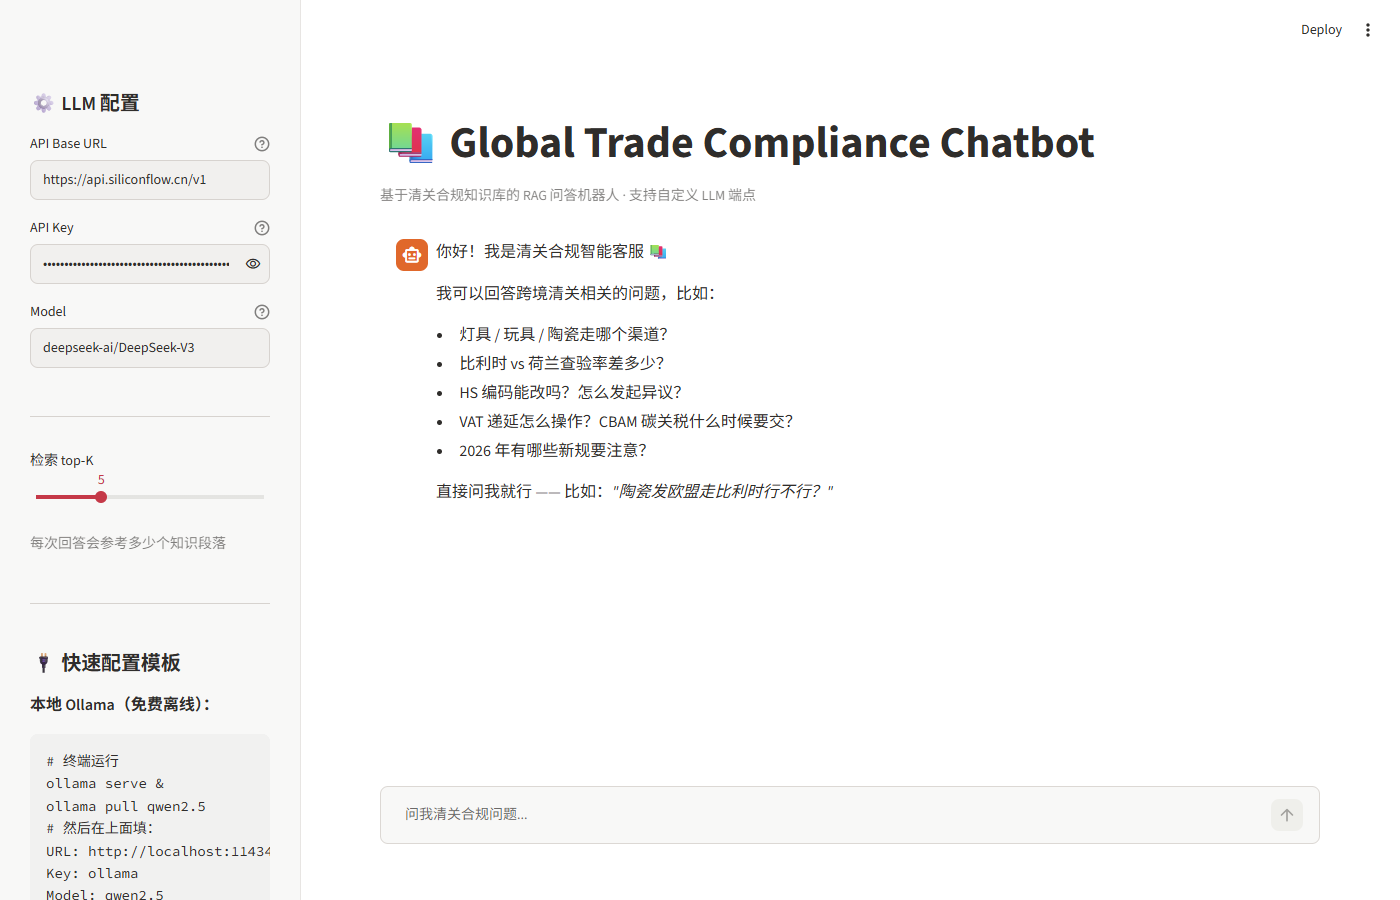 Deploy
LLM 配置
API Base URL
https://api.siliconflow.cn/v1
API Key
••••••••••••••••••••••••••••••••••••••••••••
Model
deepseek-ai/DeepSeek-V3
检索 top-K
5
每次回答会参考多少个知识段落
快速配置模板
本地 Ollama（免费离线）：
# 终端运行
ollama serve &
ollama pull qwen2.5
# 然后在上面填：
URL: http://localhost:11434
Key: ollama
Model: qwen2.5
Global Trade Compliance Chatbot
基于清关合规知识库的 RAG 问答机器人 · 支持自定义 LLM 端点
你好！我是清关合规智能客服
我可以回答跨境清关相关的问题，比如：
• 灯具 / 玩具 / 陶瓷走哪个渠道？
• 比利时 vs 荷兰查验率差多少？
• HS 编码能改吗？怎么发起异议？
• VAT 递延怎么操作？CBAM 碳关税什么时候要交？
• 2026 年有哪些新规要注意？
直接问我就行 —— 比如："陶瓷发欧盟走比利时行不行？"
问我清关合规问题...